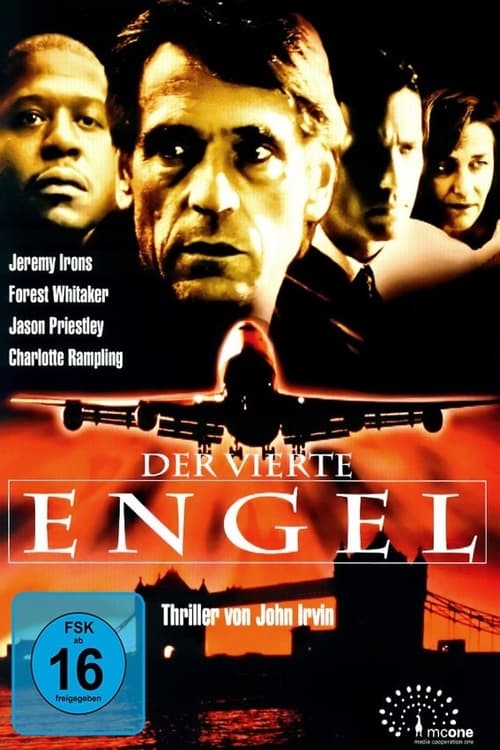 Jeremy Irons
Forest Whitaker
Jason Priestley
Charlotte Rampling
DER VIERTE
ENGEL
Thriller von John Irvin
FSK
ab
16
freigegeben
mcone
media cooperation one